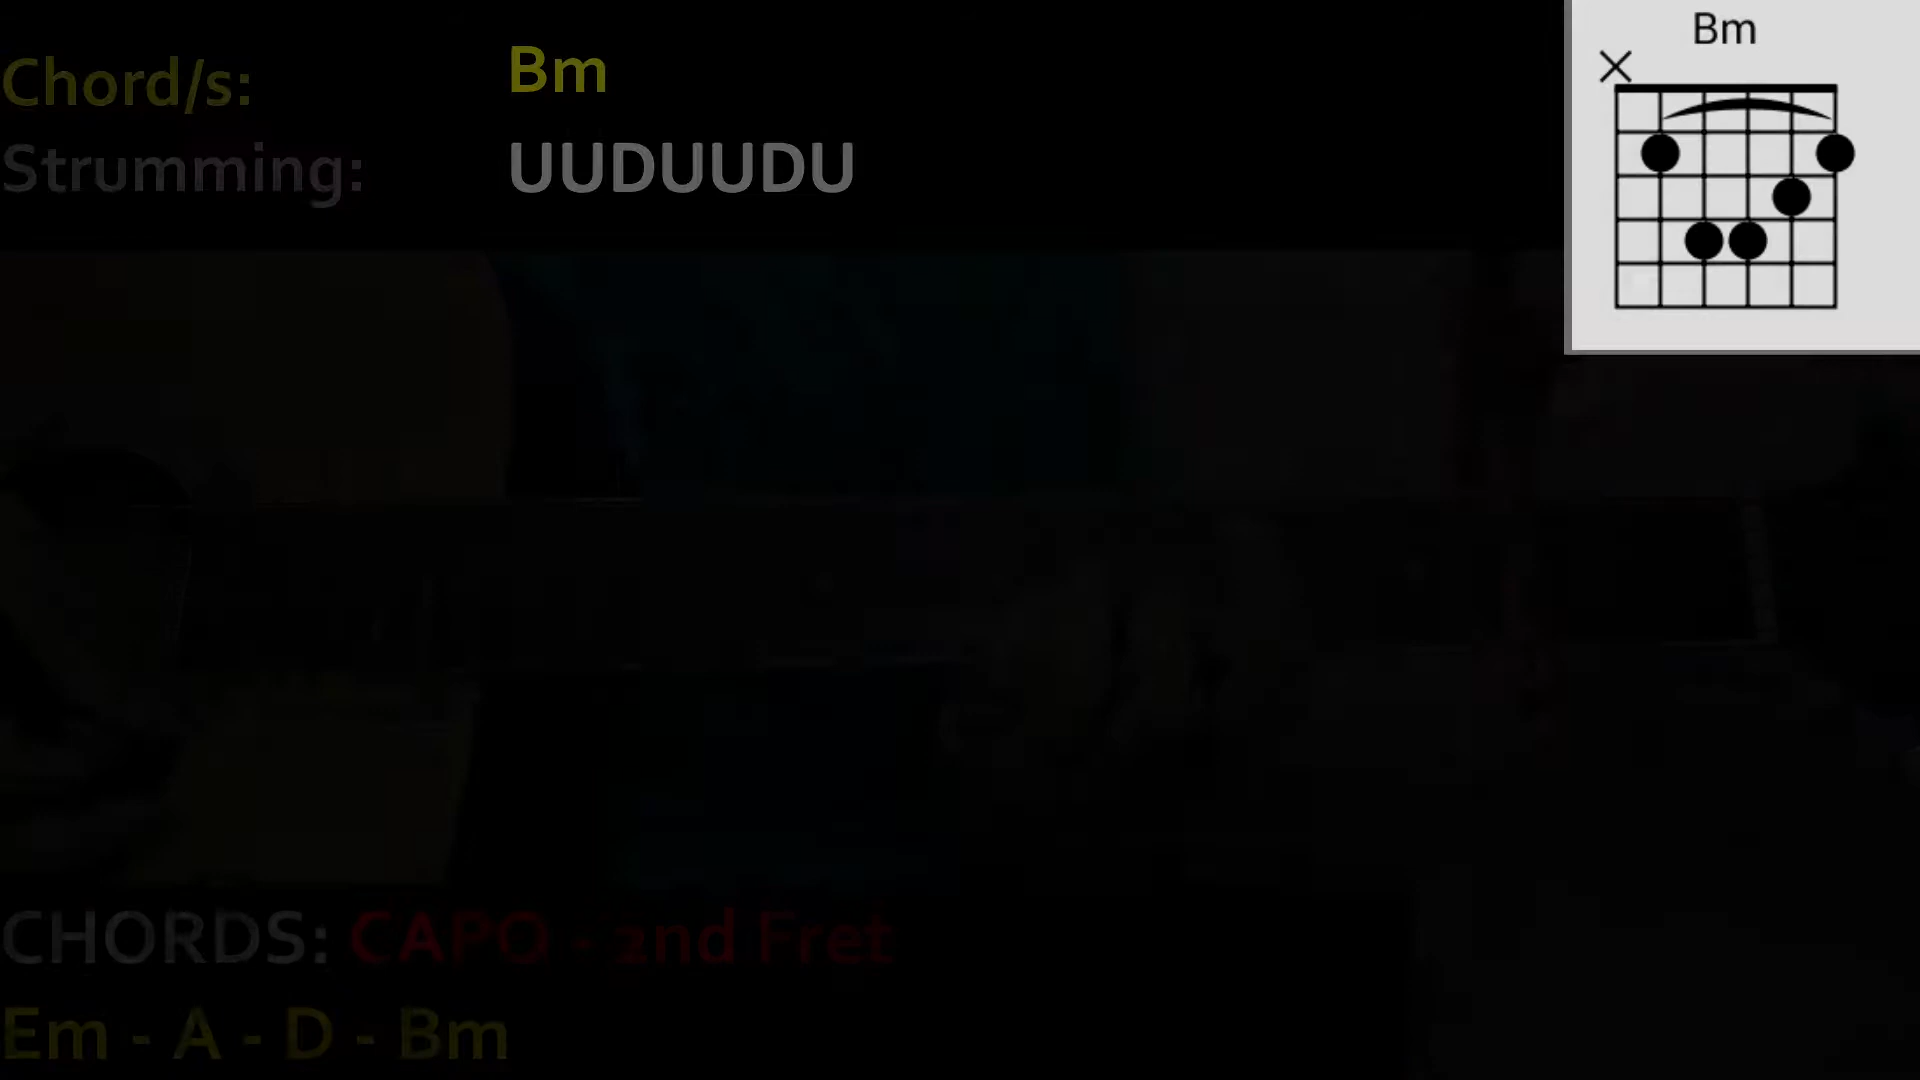 Chord/s: Bm
Strumming: UUDUUDU
Bm
×
CHORDS: CAPO - 2nd Fret
Em - A - D - Bm